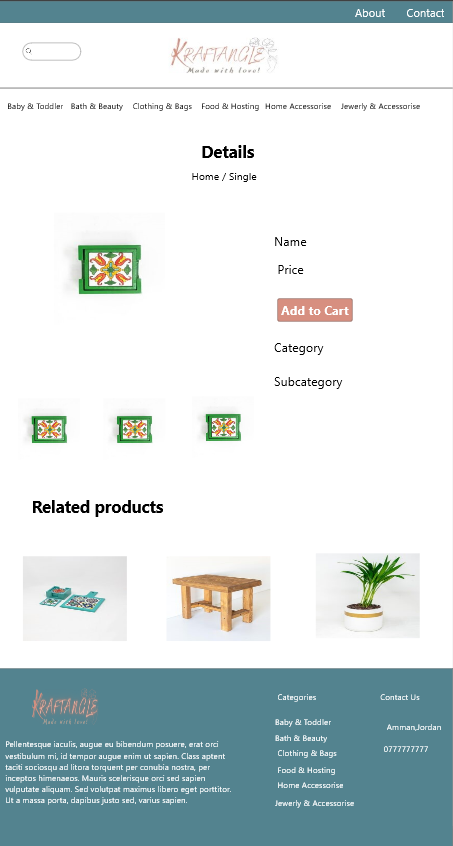 About Contact
KRAFTANGLE
Made with love!
Baby & Toddler Bath & Beauty Clothing & Bags Food & Hosting Home Accessorise Jewerly & Accessorise
Details
Home / Single
Name
Price
Add to Cart
Category
Subcategory
Related products
KRAFTANGLE
Made with love!
Pellentesque iaculis, augue eu bibendum posuere, erat orci
vestibulum mi, id tempor augue enim ut sapien. Class aptent
taciti sociosqu ad litora torquent per conubia nostra, per
inceptos himenaeos. Mauris scelerisque orci sed sapien
vulputate aliquam. Sed volutpat maximus libero eget porttitor.
Ut a massa porta, dapibus justo sed, varius sapien.
Categories
Baby & Toddler
Bath & Beauty
Clothing & Bags
Food & Hosting
Home Accessorise
Jewerly & Accessorise
Contact Us
Amman,Jordan
0777777777